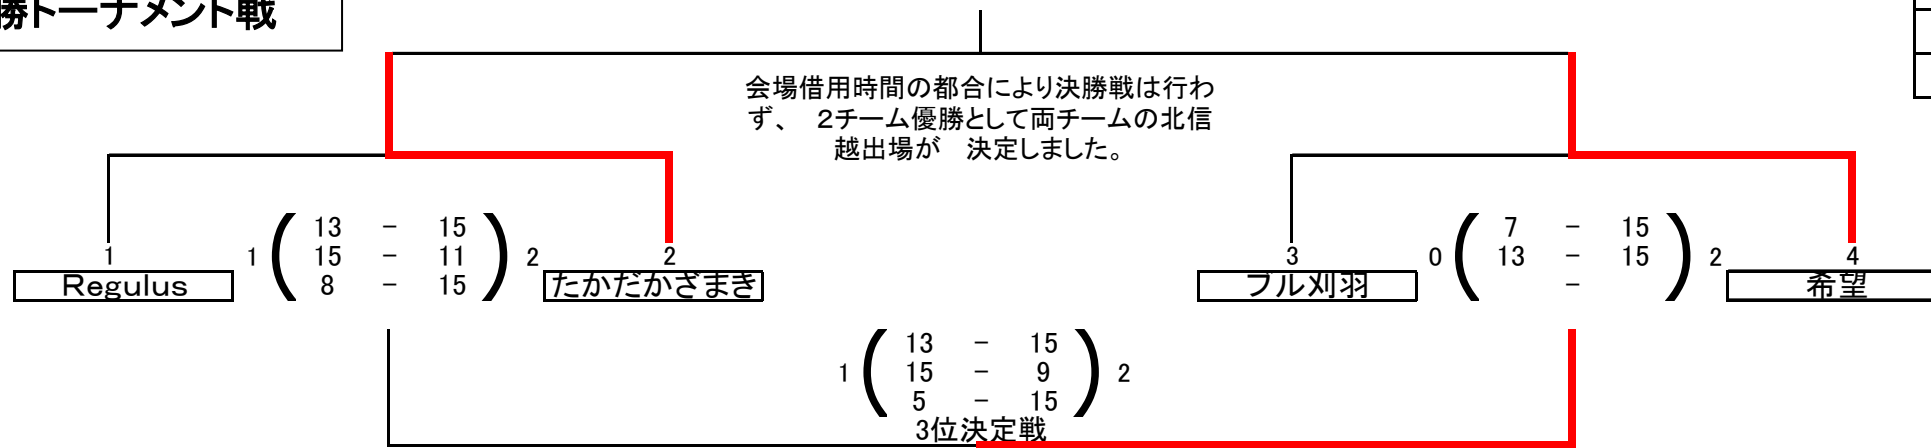 勝トーナメント戦
会場借用時間の都合により決勝戦は行わ
ず、　2チーム優勝として両チームの北信
越出場が　決定しました。
13 － 15
1 1 ( 15 － 11 ) 2 2
8 － 15
Regulus たかだかざまき
7 － 15
3 0 ( 13 － 15 ) 2 4
－
フル刈羽 希望
13 － 15
1 ( 15 － 9 ) 2
5 － 15
3位決定戦